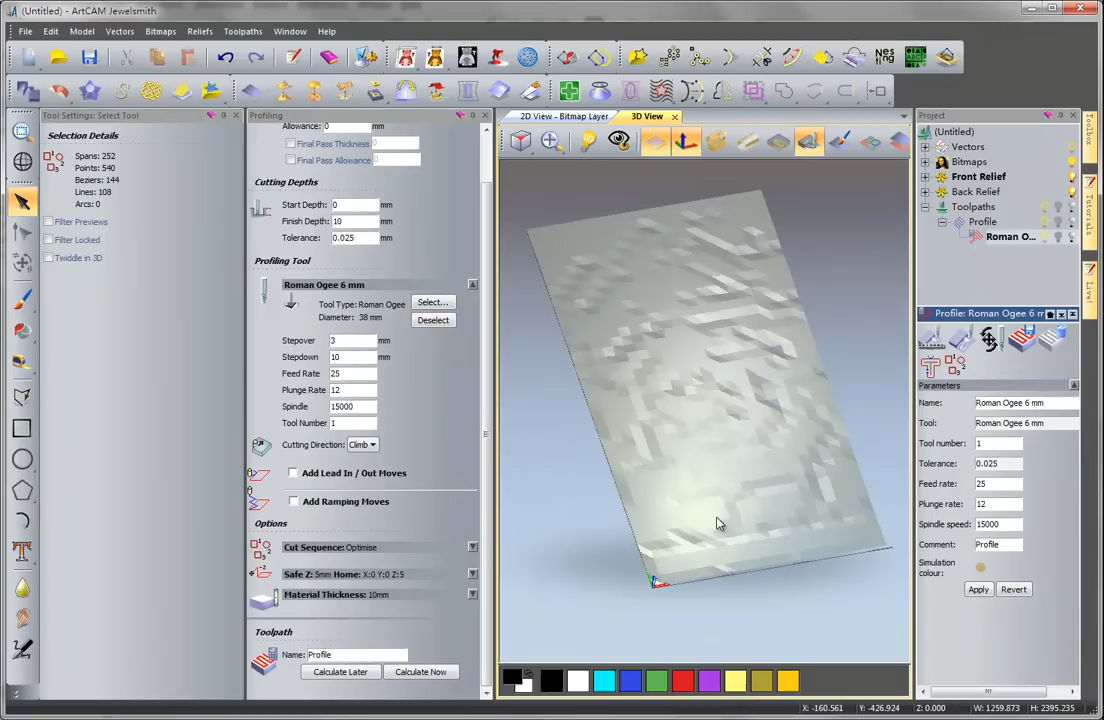 (Untitled) - ArtCAM Jewelsmith
File Edit Model Vectors Bitmaps Reliefs Toolpaths Window Help
Nes
ing
Tool Settings: Select Tool
Selection Details
Spans: 252
Points: 540
Beziers: 144
Lines: 108
Arcs: 0
Filter Previews
Filter Locked
Twiddle in 3D
Profiling
Allowance: 0 mm
Final Pass Thickness 0 mm
Final Pass Allowance 0 mm
Cutting Depths
Start Depth: 0 mm
Finish Depth: 10 mm
Tolerance: 0.025 mm
Profiling Tool
Roman Ogee 6 mm
Tool Type: Roman Ogee
Diameter: 38 mm
Select...
Deselect
Stepover 3 mm
Stepdown 10 mm
Feed Rate 25
Plunge Rate 12
Spindle 15000
Tool Number 1
Cutting Direction: Climb
Add Lead In / Out Moves
Add Ramping Moves
Options
Cut Sequence: Optimise
Safe Z: 5mm Home: X:0 Y:0 Z:5
Material Thickness: 10mm
Toolpath
Name: Profile
Calculate Later Calculate Now
2D View - Bitmap Layer 3D View
Project
(Untitled)
Vectors
Bitmaps
Front Relief
Back Relief
Toolpaths
Profile
Roman O...
Profile: Roman Ogee 6 m
Parameters
Name: Roman Ogee 6 mm
Tool: Roman Ogee 6 mm
Tool number: 1
Tolerance: 0.025
Feed rate: 25
Plunge rate: 12
Spindle speed: 15000
Comment: Profile
Simulation
colour:
Apply Revert
Toolbox
Tutorials
Live!
X: -160.561 Y: -426.924 Z: 0.000 W: 1259.873 H: 2395.235